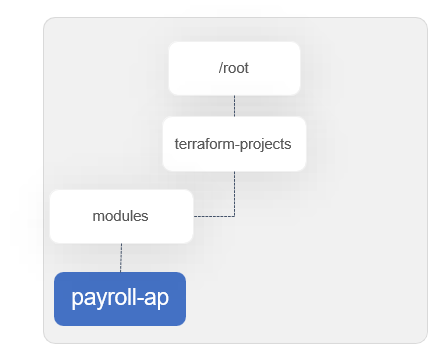 /root
terraform-projects
modules
payroll-ap